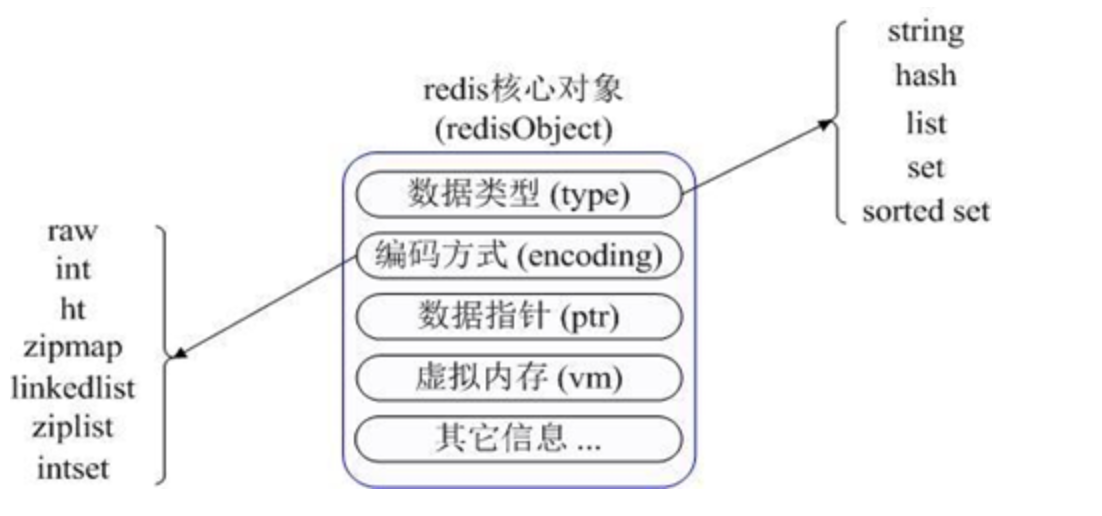 redis核心对象
(redisObject)
数据类型 (type)
编码方式 (encoding)
数据指针 (ptr)
虚拟内存 (vm)
其它信息 ...
string
hash
list
set
sorted set
raw
int
ht
zipmap
linkedlist
ziplist
intset